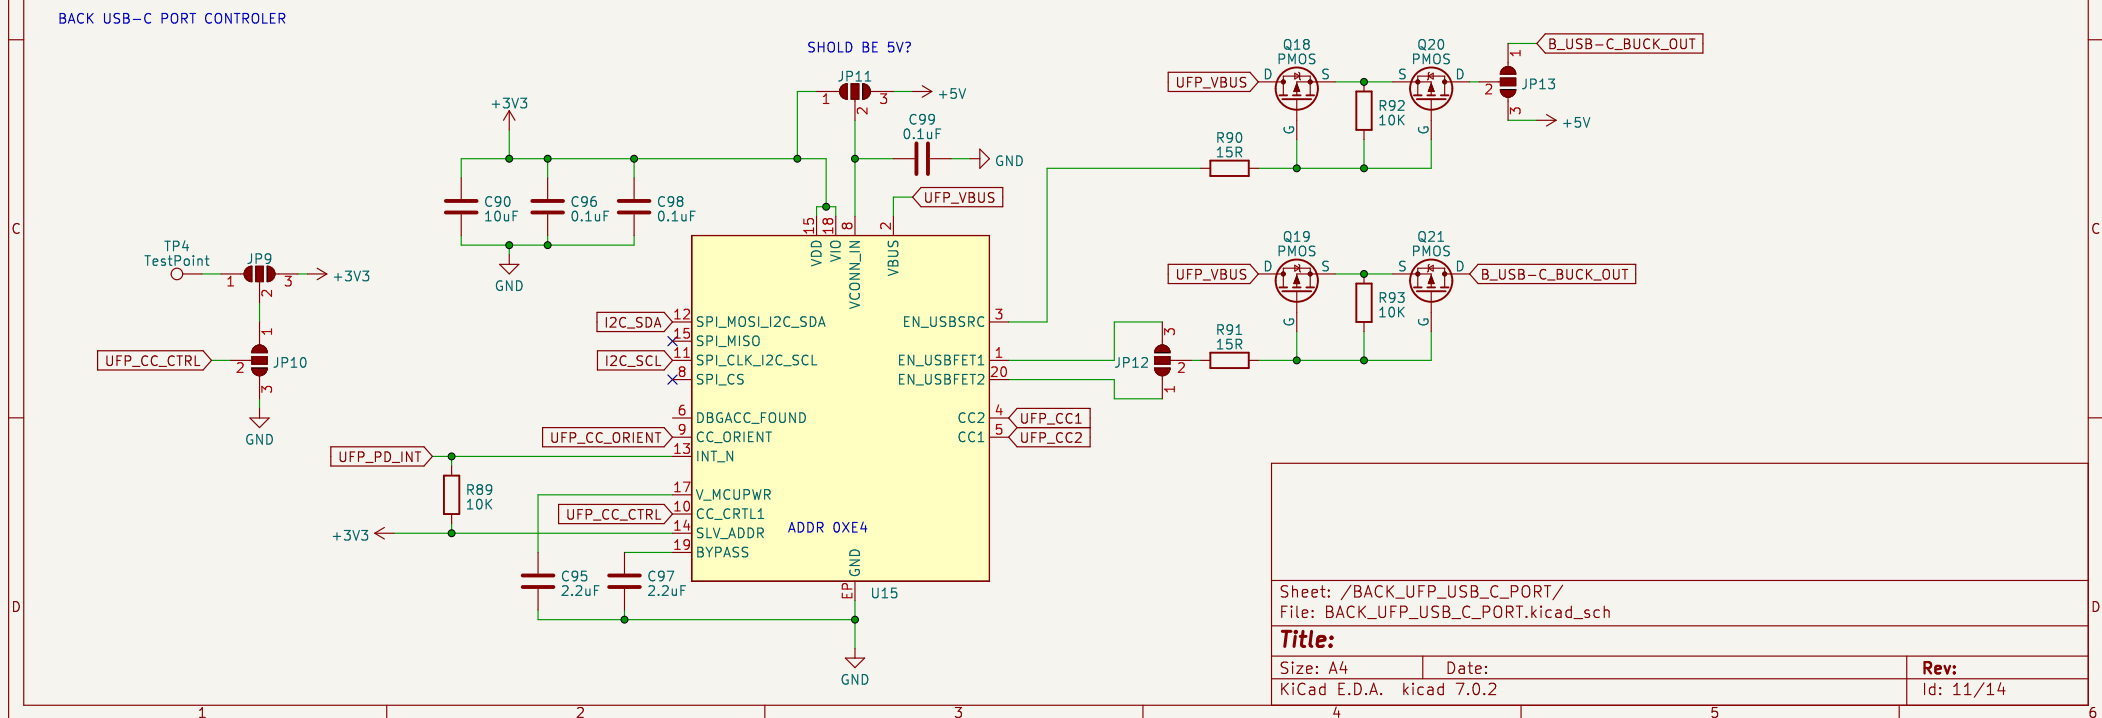 BACK USB-C PORT CONTROLER
SHOLD BE 5V?
JP11
1
3
2
+5V
+3V3
C99
0.1uF
GND
C90
10uF
C96
0.1uF
C98
0.1uF
GND
UFP_VBUS
15
18
8
2
VDD
VIO
VCONN_IN
VBUS
TP4
TestPoint
JP9
1
3
2
+3V3
1
UFP_CC_CTRL
2
JP10
3
GND
I2C_SDA
12
SPI_MOSI_I2C_SDA
15
SPI_MISO
I2C_SCL
11
SPI_CLK_I2C_SCL
8
SPI_CS
6
DBGACC_FOUND
UFP_CC_ORIENT
9
CC_ORIENT
UFP_PD_INT
13
INT_N
R89
10K
17
V_MCUPWR
UFP_CC_CTRL
10
CC_CRTL1
+3V3
14
SLV_ADDR
19
BYPASS
ADDR 0XE4
C95
2.2uF
C97
2.2uF
GND
EP
U15
GND
EN_USBSRC
3
EN_USBFET1
1
EN_USBFET2
20
CC2
4
UFP_CC1
CC1
5
UFP_CC2
JP12
3
2
1
Q18
PMOS
UFP_VBUS
D
S
G
R92
10K
Q20
PMOS
S
D
G
1
B_USB-C_BUCK_OUT
2
JP13
3
+5V
R90
15R
Q19
PMOS
UFP_VBUS
D
S
G
R93
10K
Q21
PMOS
S
D
G
B_USB-C_BUCK_OUT
R91
15R
Sheet: /BACK_UFP_USB_C_PORT/
File: BACK_UFP_USB_C_PORT.kicad_sch
Title:
Size: A4
Date:
Rev:
KiCad E.D.A. kicad 7.0.2
Id: 11/14
C
C
D
D
1
2
3
4
5
6